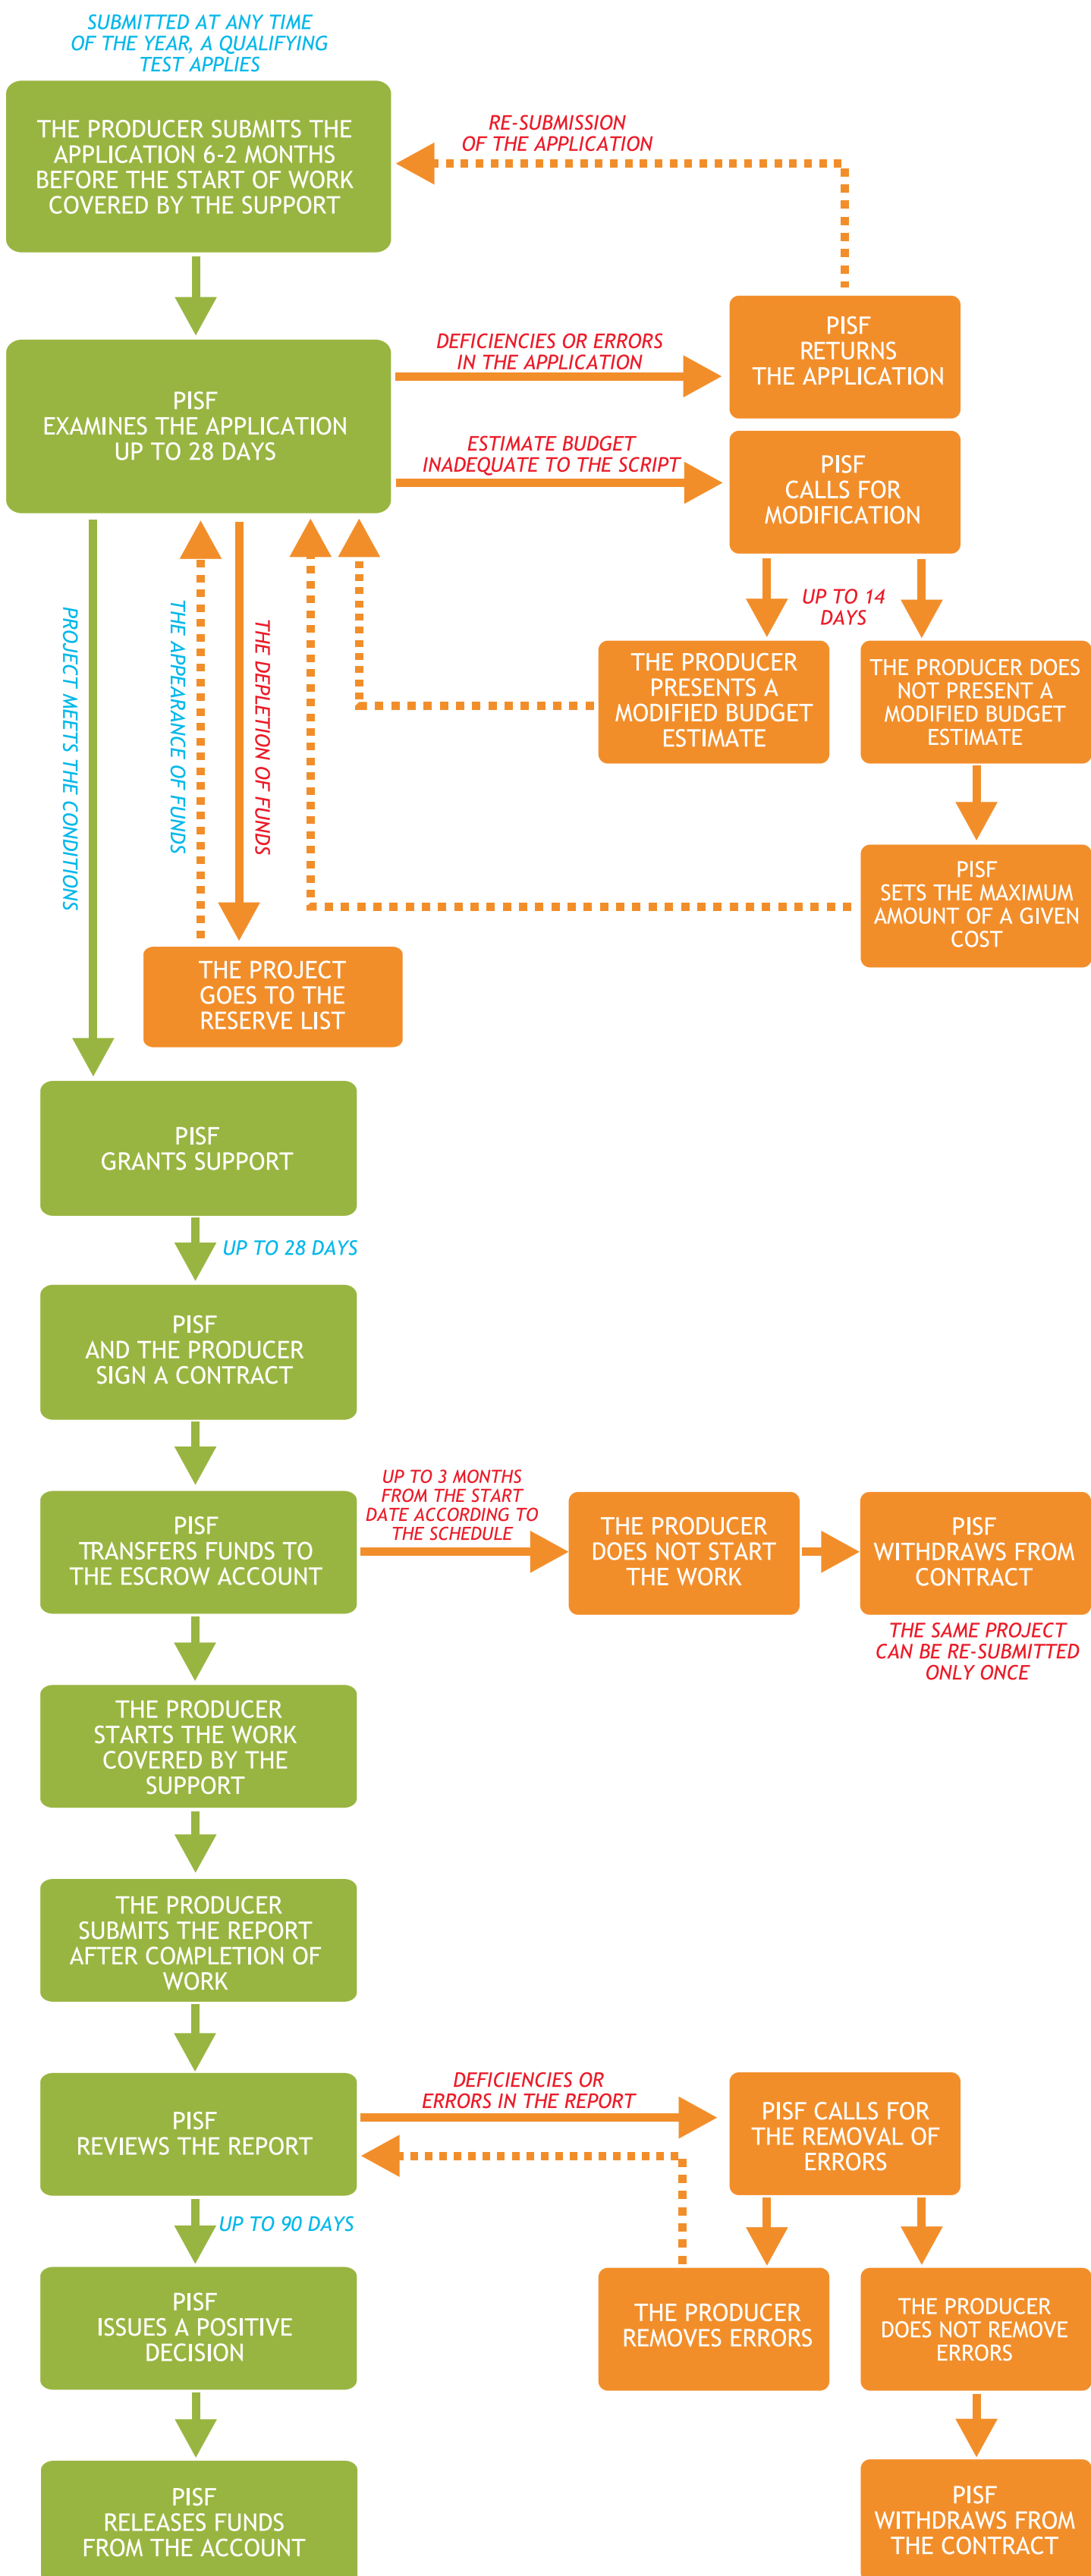 SUBMITTED AT ANY TIME
OF THE YEAR, A QUALIFYING
TEST APPLIES
THE PRODUCER SUBMITS THE
APPLICATION 6-2 MONTHS
BEFORE THE START OF WORK
COVERED BY THE SUPPORT
RE-SUBMISSION
OF THE APPLICATION
PISF
EXAMINES THE APPLICATION
UP TO 28 DAYS
DEFICIENCIES OR ERRORS
IN THE APPLICATION
PISF
RETURNS
THE APPLICATION
ESTIMATE BUDGET
INADEQUATE TO THE SCRIPT
PISF
CALLS FOR
MODIFICATION
UP TO 14
DAYS
THE PRODUCER
PRESENTS A
MODIFIED BUDGET
ESTIMATE
THE PRODUCER DOES
NOT PRESENT A
MODIFIED BUDGET
ESTIMATE
PISF
SETS THE MAXIMUM
AMOUNT OF A GIVEN
COST
PROJECT MEETS THE CONDITIONS
THE APPEARANCE OF FUNDS
THE DEPLETION OF FUNDS
THE PROJECT
GOES TO THE
RESERVE LIST
PISF
GRANTS SUPPORT
UP TO 28 DAYS
PISF
AND THE PRODUCER
SIGN A CONTRACT
PISF
TRANSFERS FUNDS TO
THE ESCROW ACCOUNT
UP TO 3 MONTHS
FROM THE START
DATE ACCORDING TO
THE SCHEDULE
THE PRODUCER
DOES NOT START
THE WORK
PISF
WITHDRAWS FROM
CONTRACT
THE SAME PROJECT
CAN BE RE-SUBMITTED
ONLY ONCE
THE PRODUCER
STARTS THE WORK
COVERED BY THE
SUPPORT
THE PRODUCER
SUBMITS THE REPORT
AFTER COMPLETION OF
WORK
PISF
REVIEWS THE REPORT
DEFICIENCIES OR
ERRORS IN THE REPORT
PISF CALLS FOR
THE REMOVAL OF
ERRORS
UP TO 90 DAYS
PISF
ISSUES A POSITIVE
DECISION
THE PRODUCER
REMOVES ERRORS
THE PRODUCER
DOES NOT REMOVE
ERRORS
PISF
RELEASES FUNDS
FROM THE ACCOUNT
PISF
WITHDRAWS FROM
THE CONTRACT